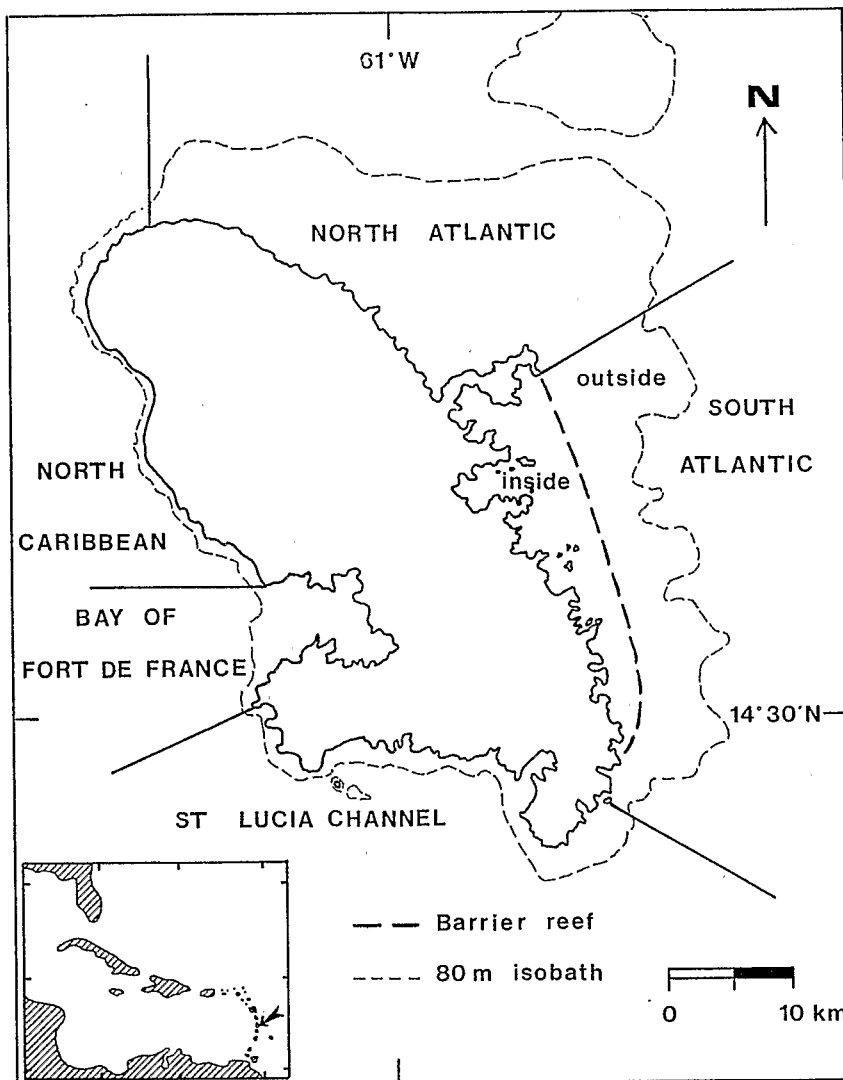 61°W
N
NORTH ATLANTIC
outside
SOUTH
ATLANTIC
inside
NORTH
CARIBBEAN
BAY OF
FORT DE FRANCE
14°30'N
ST LUCIA CHANNEL
Barrier reef
80 m isobath
0 10 km